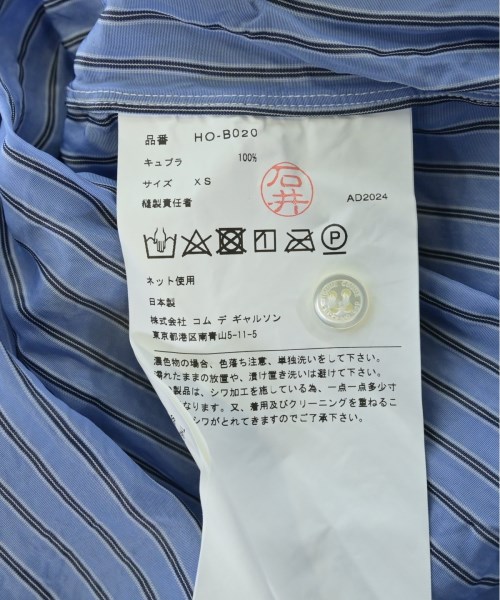 品番 HO-B020
キュプラ 100%
サイズ XS
石井
縫製責任者 AD2024
P
ネット使用
日本製
株式会社 コム デ ギャルソン
東京都港区南青山5-11-5
濃色物の場合、色落ち注意、単独洗いをして下さい。
濡れたままの放置や、漬け置き洗いは避けて下さい。
製品は、シワ加工を施している為、一点一点多少寸
なります。又、着用及びクリーニングを重ねるこ
シワがとれてきますのでご了承下さい。